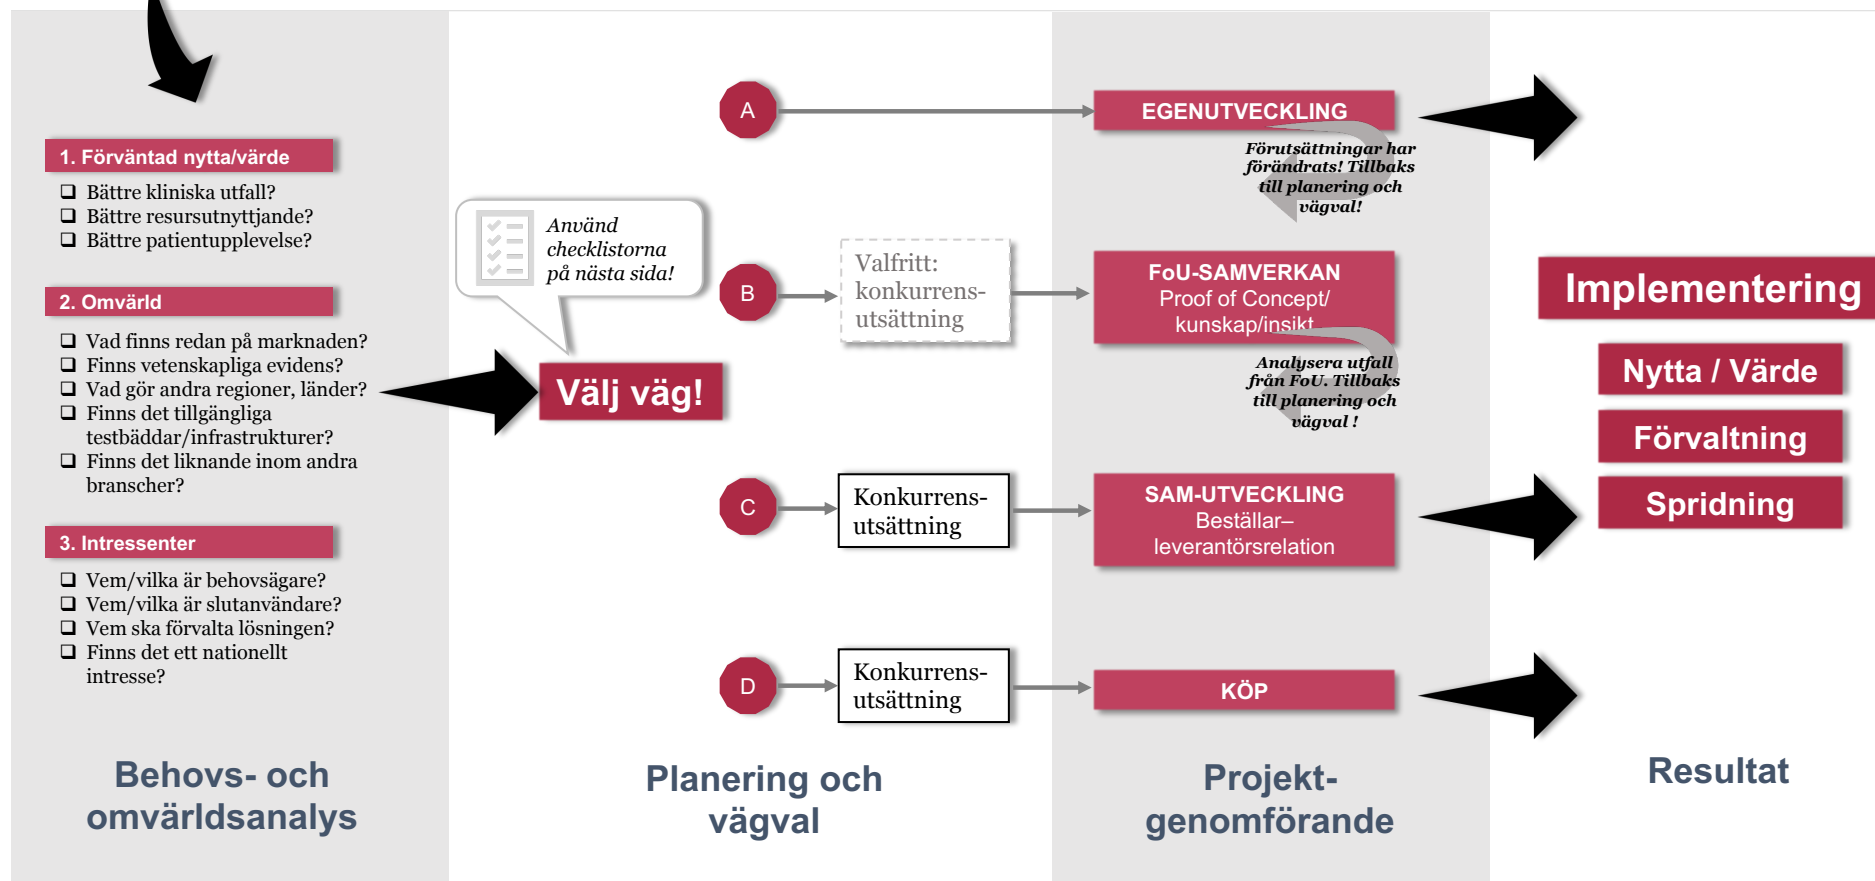 1. Förväntad nytta/värde
Bättre kliniska utfall?
Bättre resursutnyttjande?
Bättre patientupplevelse?
2. Omvärld
Vad finns redan på marknaden?
Finns vetenskapliga evidens?
Vad gör andra regioner, länder?
Finns det tillgängliga
testbäddar/infrastrukturer?
Finns det liknande inom andra
branscher?
3. Intressenter
Vem/vilka är behovsägare?
Vem/vilka är slutanvändare?
Vem ska förvalta lösningen?
Finns det ett nationellt
intresse?
Behovs- och
omvärldsanalys
Använd
checklistorna
på nästa sida!
Välj väg!
A
B
Valfritt:
konkurrens-
utsättning
C
Konkurrens-
utsättning
D
Konkurrens-
utsättning
Planering och
vägval
EGENUTVECKLING
Förutsättningar har
förändrats! Tillbaks
till planering och
vägval!
FoU-SAMVERKAN
Proof of Concept/
kunskap/insikt
Analysera utfall
från FoU. Tillbaks
till planering och
vägval !
SAM-UTVECKLING
Beställar–
leverantörsrelation
KÖP
Projekt-
genomförande
Implementering
Nytta / Värde
Förvaltning
Spridning
Resultat